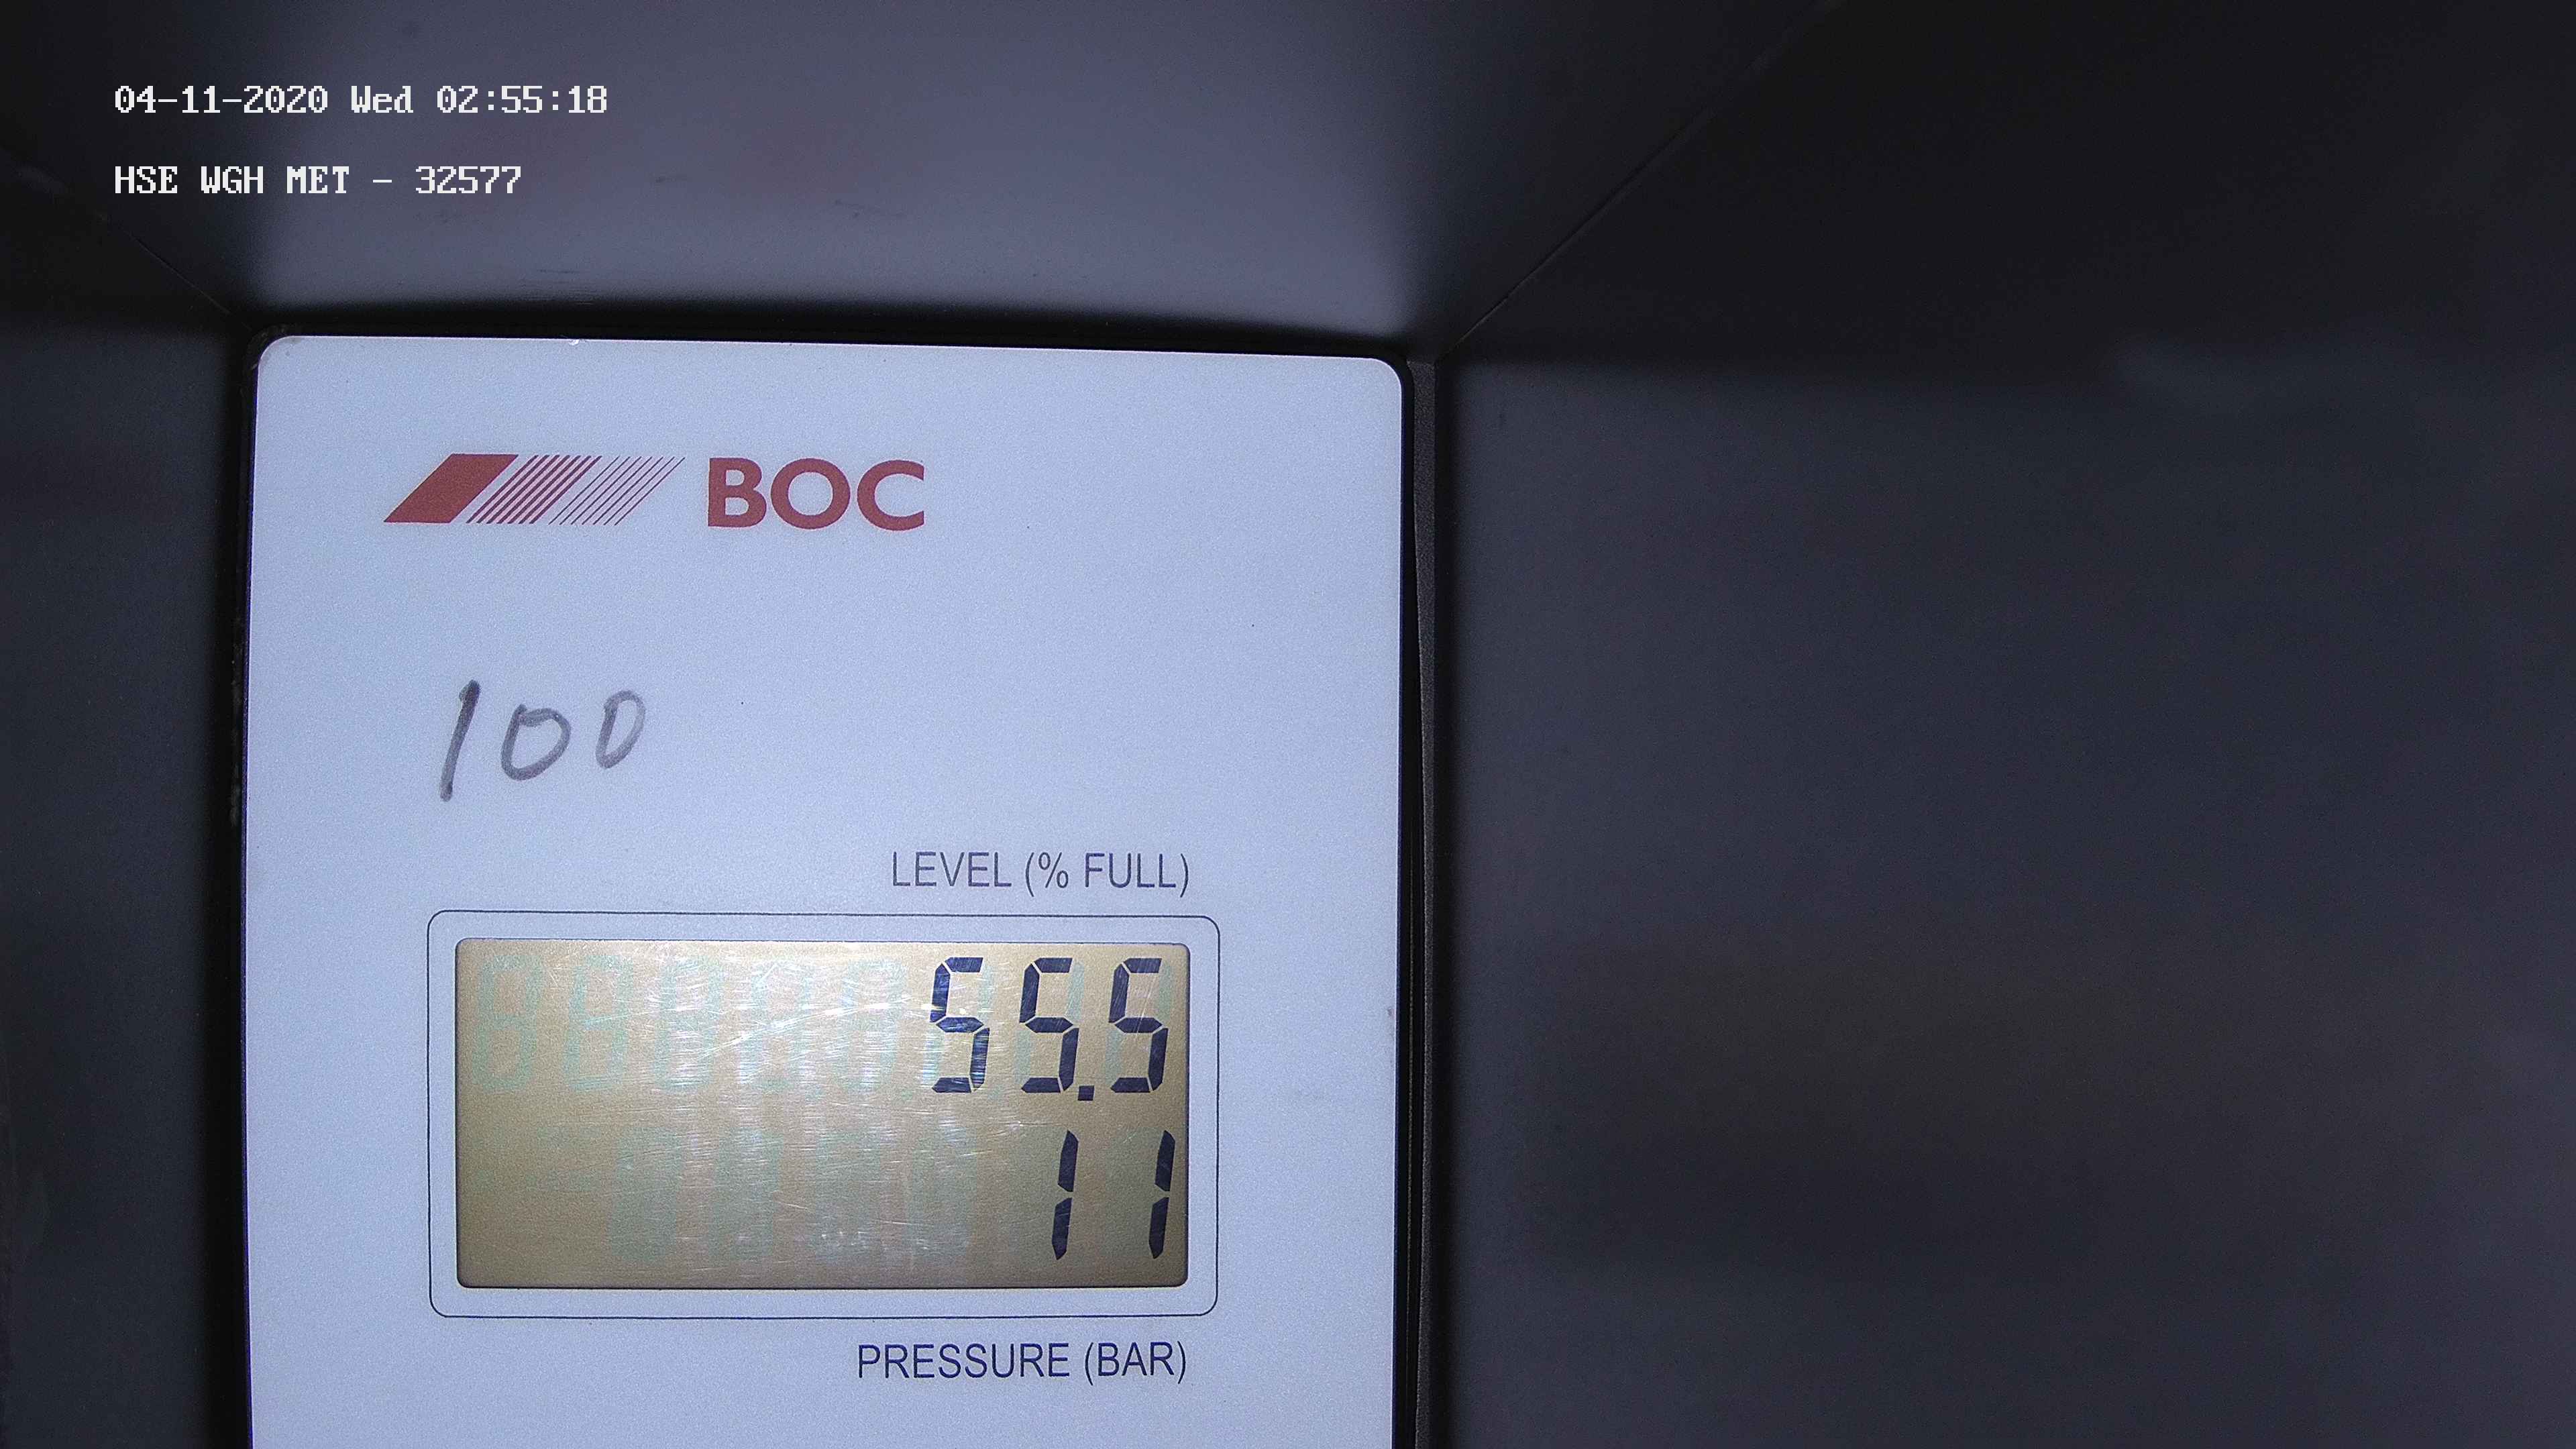 04-11-2020 Wed 02:55:18
HSE WGH MET - 32577
BOC
100
LEVEL (% FULL)
55.5
11
PRESSURE (BAR)